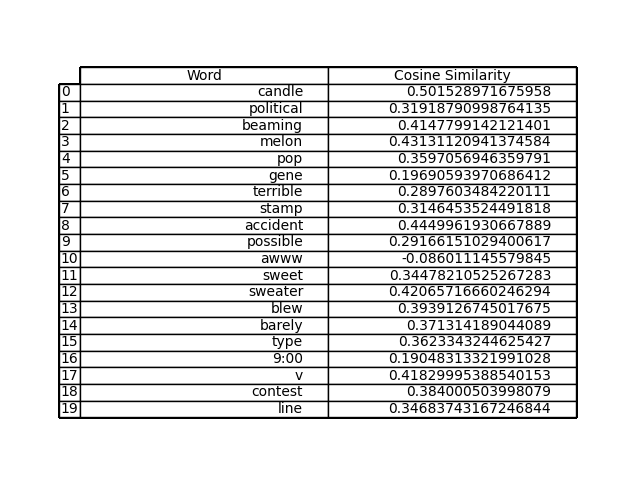 Word Cosine Similarity
0 candle 0.501528971675958
1 political 0.31918790998764135
2 beaming 0.4147799142121401
3 melon 0.43131120941374584
4 pop 0.3597056946359791
5 gene 0.19690593970686412
6 terrible 0.2897603484220111
7 stamp 0.3146453524491818
8 accident 0.4449961930667889
9 possible 0.29166151029400617
10 awww -0.086011145579845
11 sweet 0.34478210525267283
12 sweater 0.42065716660246294
13 blew 0.3939126745017675
14 barely 0.371314189044089
15 type 0.3623343244625427
16 9:00 0.19048313321991028
17 v 0.41829995388540153
18 contest 0.384000503998079
19 line 0.34683743167246844